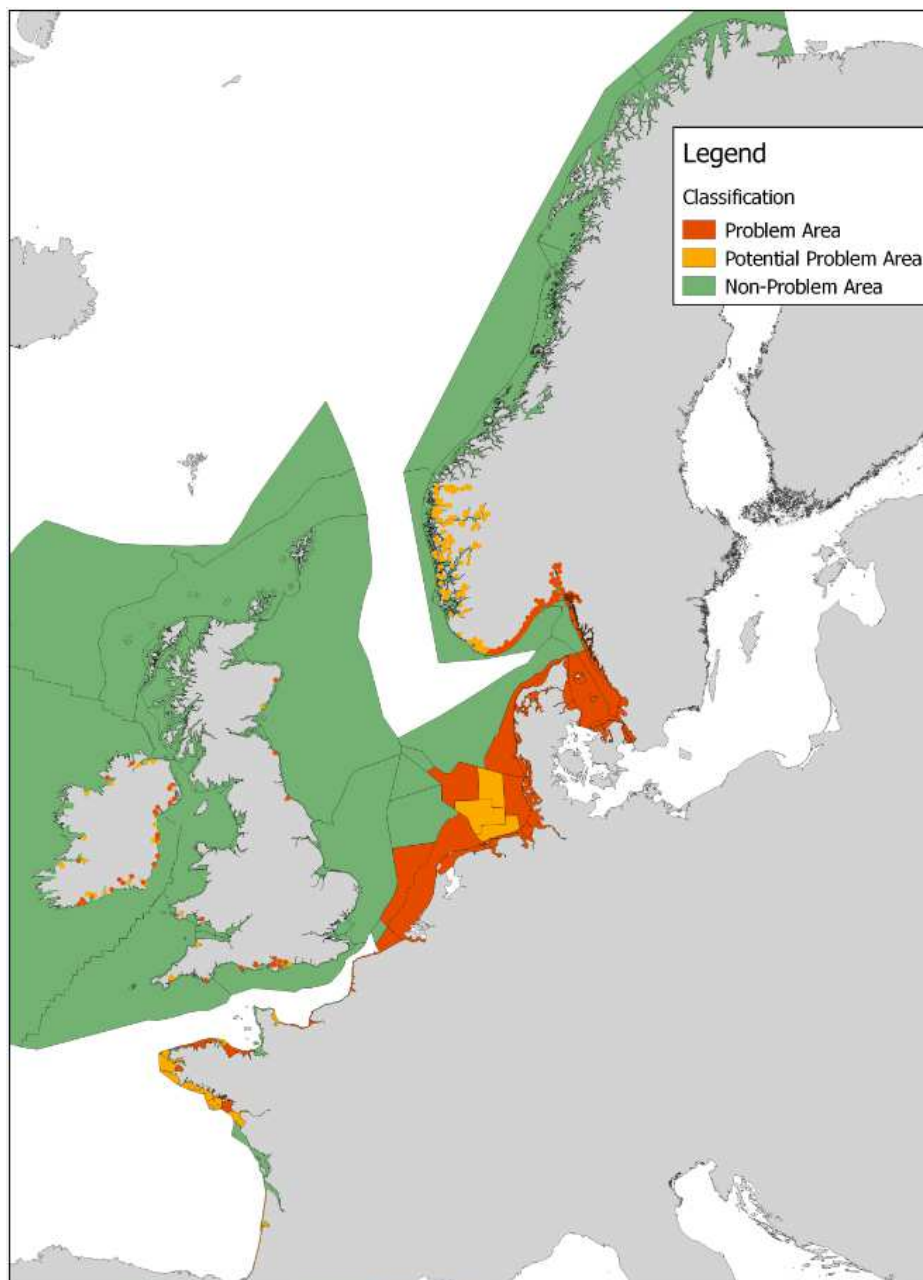 Legend
Classification
Problem Area
Potential Problem Area
Non-Problem Area